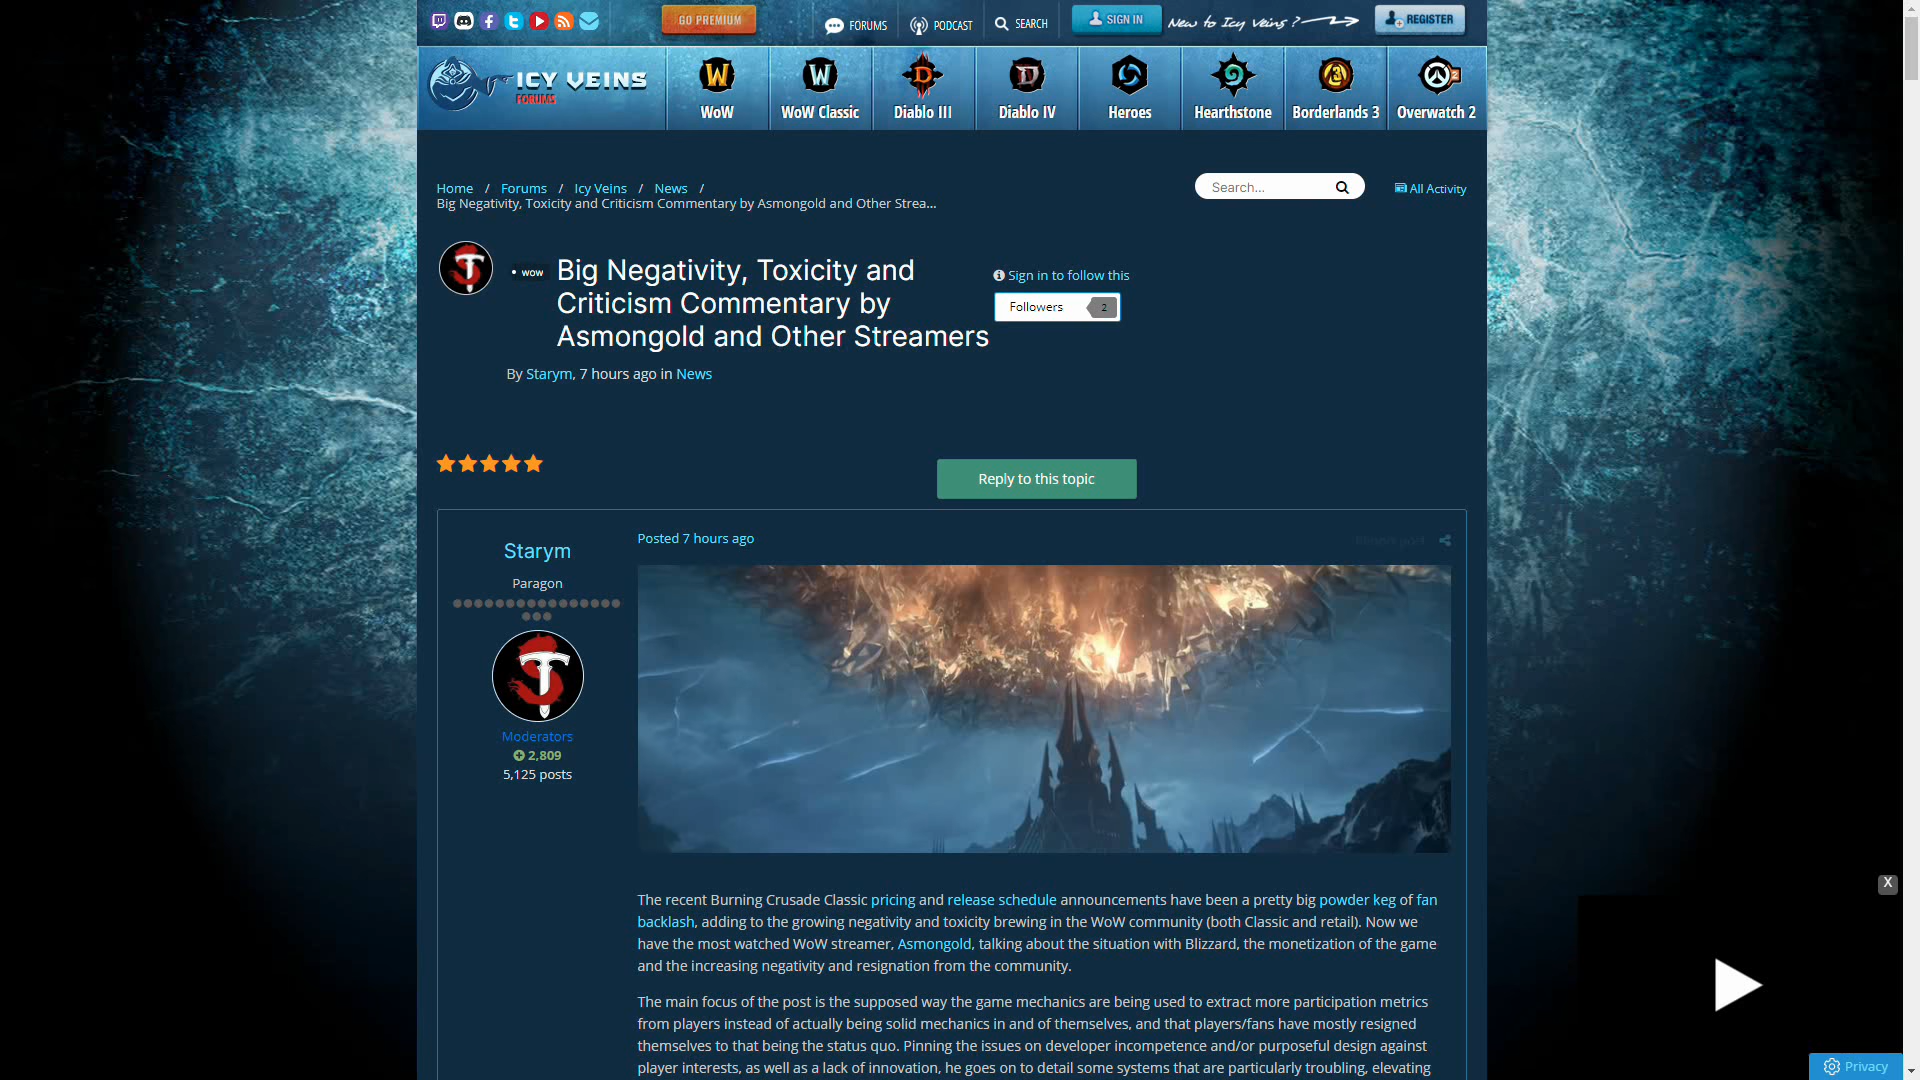 GO PREMIUM
FORUMS
PODCAST
SEARCH
SIGN IN
New to Icy Veins?
REGISTER
ICY VEINS
FORUMS
WoW
WoW Classic
Diablo III
Diablo IV
Heroes
Hearthstone
Borderlands 3
Overwatch 2
Home / Forums / Icy Veins / News /
Big Negativity, Toxicity and Criticism Commentary by Asmongold and Other Strea...
Search...
All Activity
• wow
Big Negativity, Toxicity and
Criticism Commentary by
Asmongold and Other Streamers
Sign in to follow this
Followers 2
By Starym, 7 hours ago in News
Reply to this topic
Starym
Paragon
Moderators
2,809
5,125 posts
Posted 7 hours ago
Report post
The recent Burning Crusade Classic pricing and release schedule announcements have been a pretty big powder keg of fan
backlash, adding to the growing negativity and toxicity brewing in the WoW community (both Classic and retail). Now we
have the most watched WoW streamer, Asmongold, talking about the situation with Blizzard, the monetization of the game
and the increasing negativity and resignation from the community.
The main focus of the post is the supposed way the game mechanics are being used to extract more participation metrics
from players instead of actually being solid mechanics in and of themselves, and that players/fans have mostly resigned
themselves to that being the status quo. Pinning the issues on developer incompetence and/or purposeful design against
player interests, as well as a lack of innovation, he goes on to detail some systems that are particularly troubling, elevating
X
Privacy